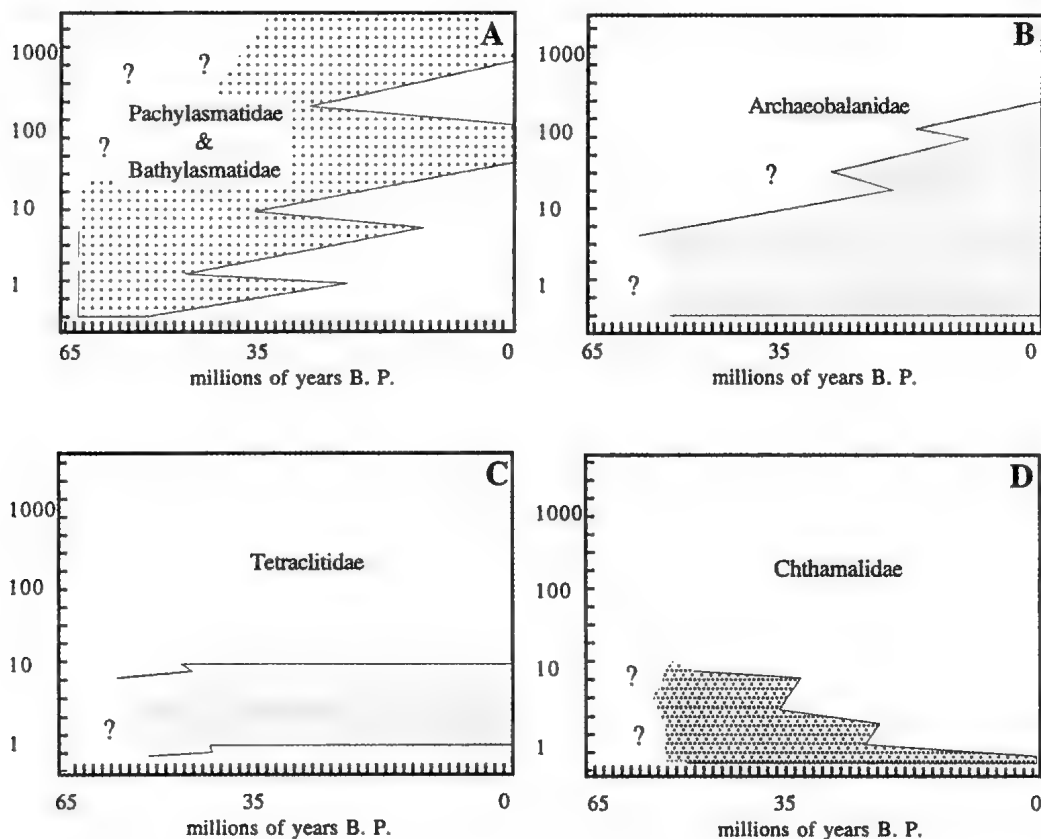 A
1000
?
?
Pachylasmatidae
&
Bathylasmatidae
100
?
10
1
65
35
0
millions of years B. P.
B
1000
Archaeobalanidae
100
?
10
1
?
65
35
0
millions of years B. P.
C
1000
Tetraclitidae
100
10
?
1
65
35
0
millions of years B. P.
D
1000
Chthamalidae
100
10
?
?
1
65
35
0
millions of years B. P.